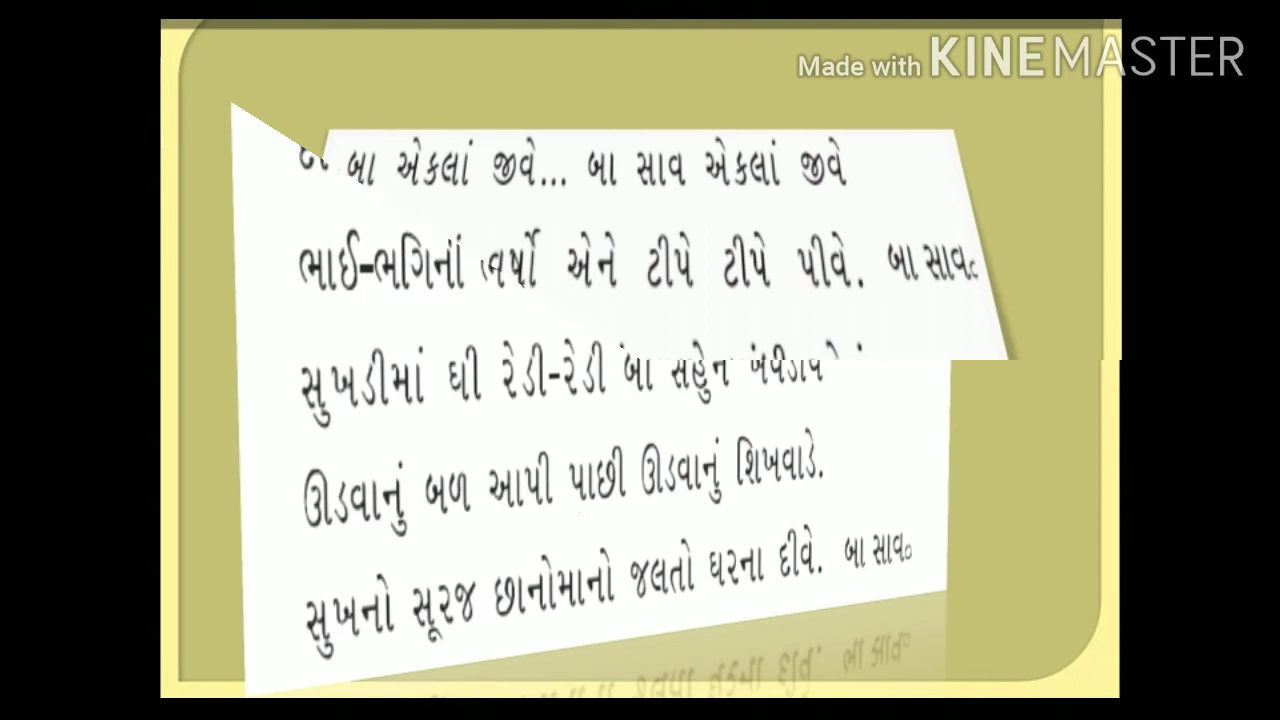 Made with KINEMASTER
બા એકલાં જીવે... બા સાવ એકલાં જીવે
ભાઈ-ભગિનાં વર્ષો એને ટીપે ટીપે પીવે. બા સાવ૦
સુખડીમાં ઘી રેડી-રેડી બા સહુને
ઊડવાનું બળ આપી પાછી ઊડવાનું શિખવાડે.
સુખનો સૂરજ છાનોમાનો જલતો ઘરના દીવે. બા સાવ૦